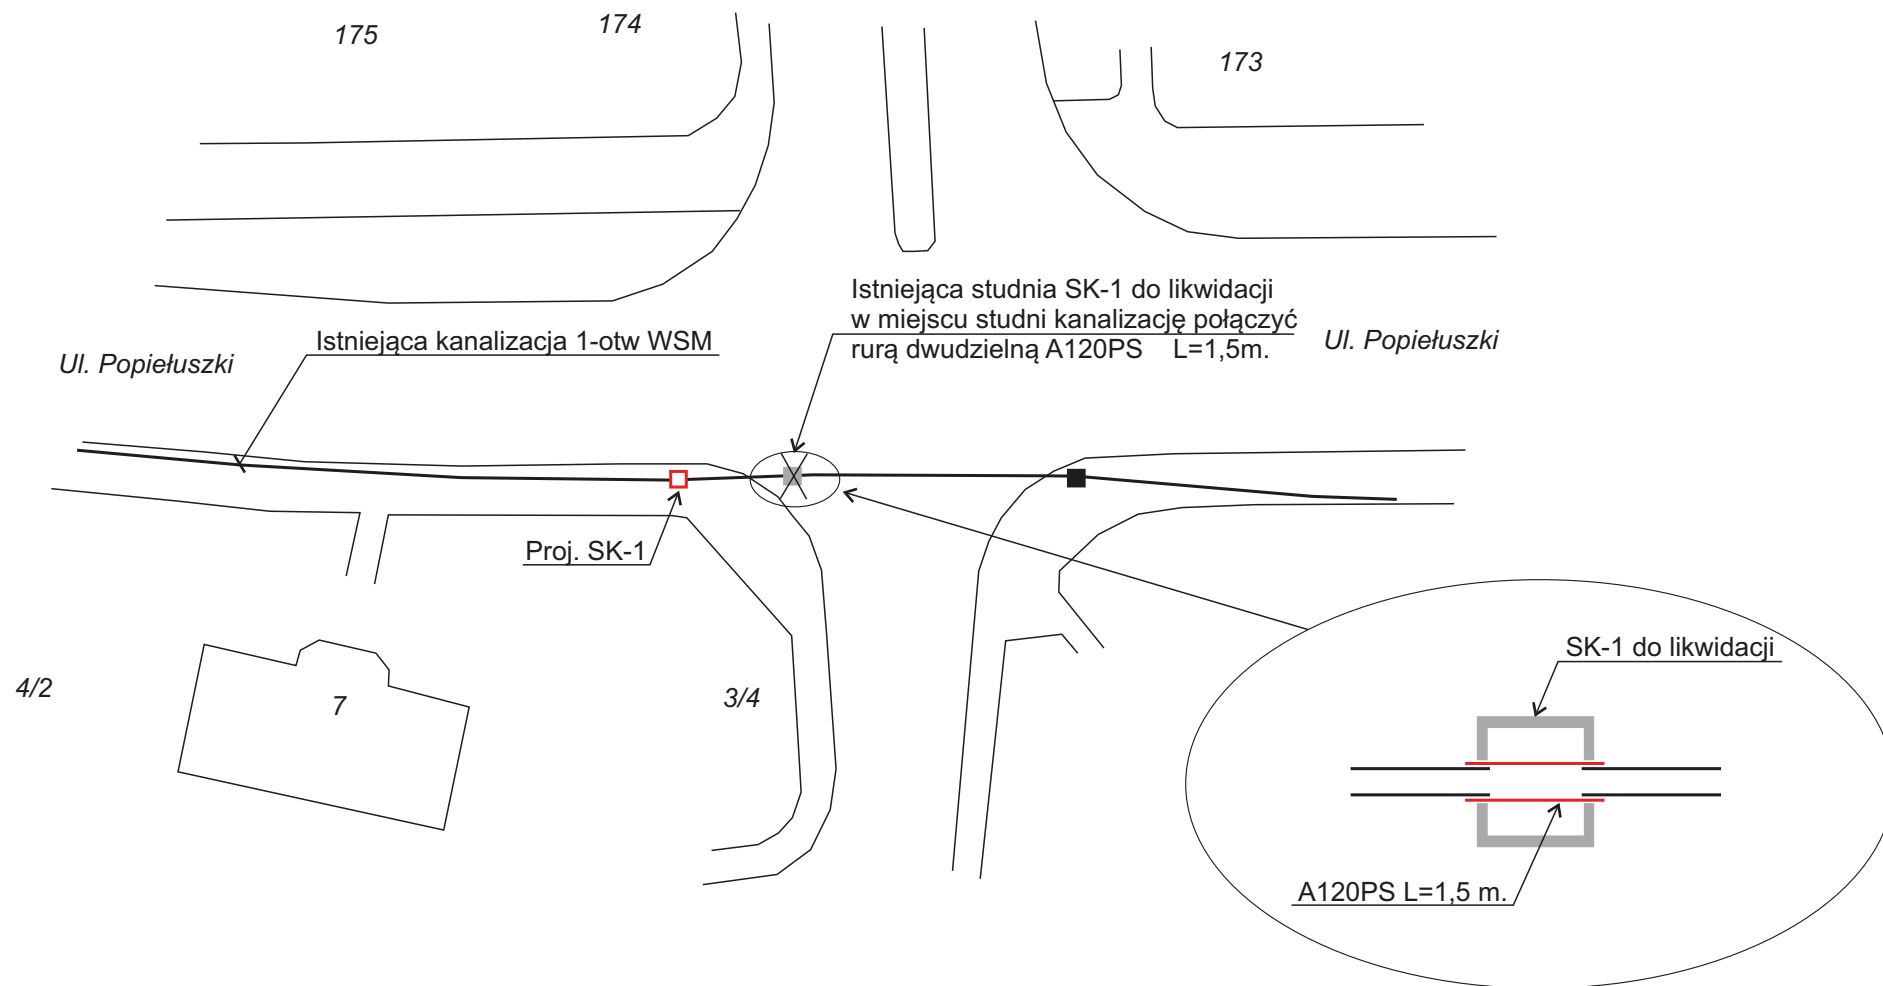 175
174
173
Istniejąca studnia SK-1 do likwidacji
w miejscu studni kanalizację połączyć
rurą dwudzielną A120PS L=1,5m.
Istniejąca kanalizacja 1-otw WSM
Ul. Popiełuszki
Ul. Popiełuszki
Proj. SK-1
SK-1 do likwidacji
4/2
7
3/4
A120PS L=1,5 m.